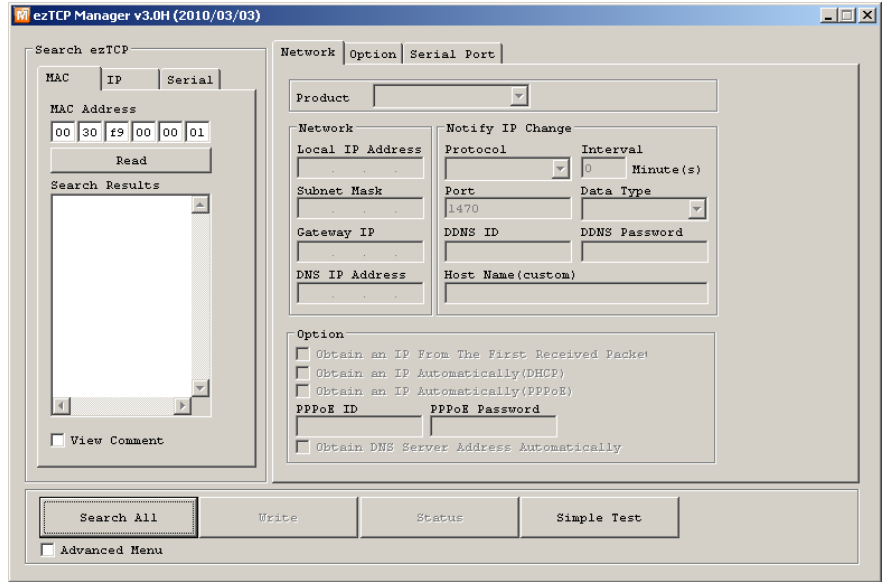 ezTCP Manager v3.0H (2010/03/03)
Search ezTCP
MAC IP Serial
MAC Address
00 30 f9 00 00 01
Read
Search Results
View Comment
Network Option Serial Port
Product
Network
Local IP Address
. . .
Subnet Mask
. . .
Gateway IP
. . .
DNS IP Address
. . .
Notify IP Change
Protocol Interval
0 Minute(s)
Port Data Type
1470
DDNS ID DDNS Password
Host Name(custom)
Option
Obtain an IP From The First Received Packet
Obtain an IP Automatically(DHCP)
Obtain an IP Automatically(PPPoE)
PPPoE ID PPPoE Password
Obtain DNS Server Address Automatically
Search All Write Status Simple Test
Advanced Menu